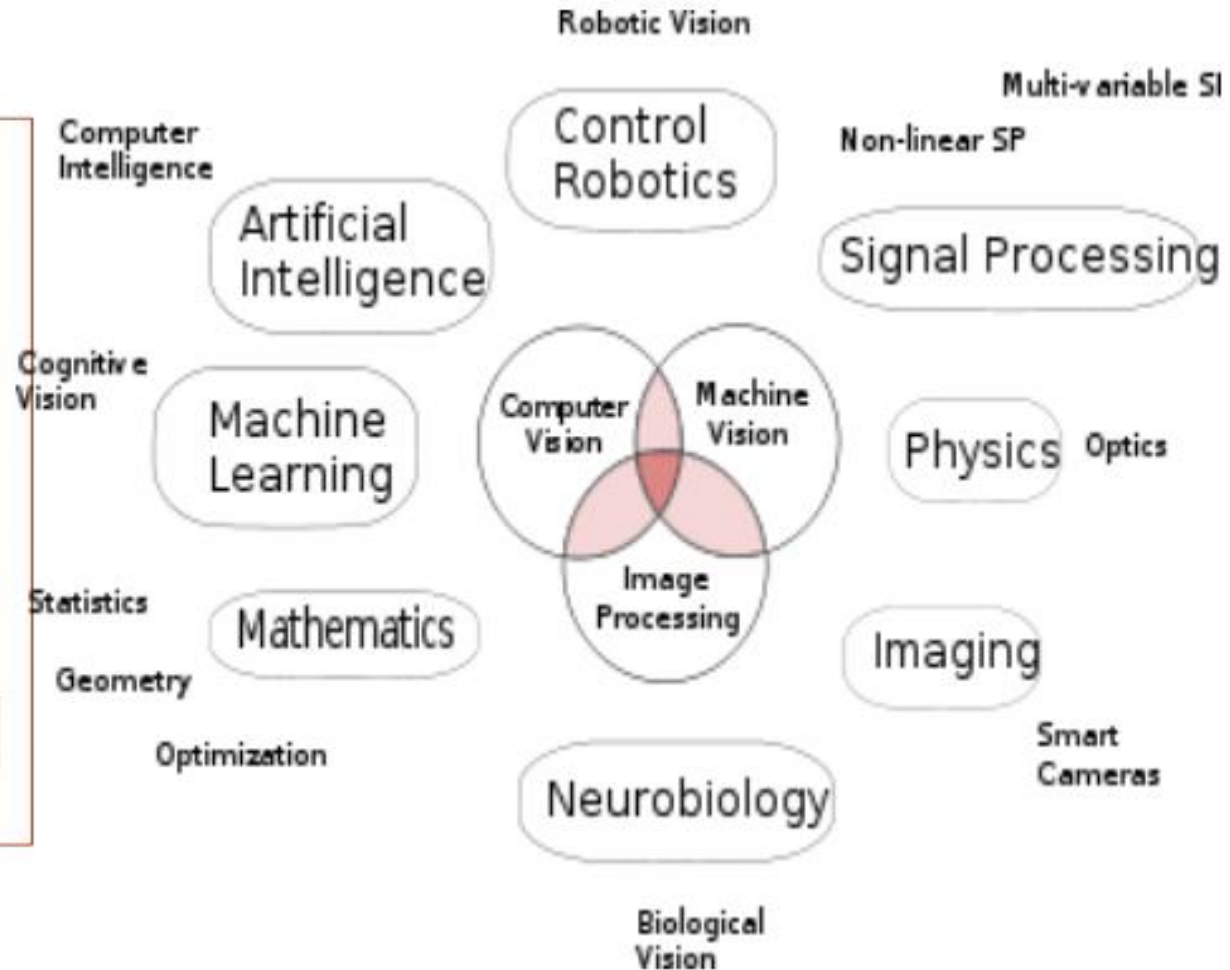 Robotic Vision
Multi-variable SI
Computer
Intelligence
Control
Robotics
Non-linear SP
Artificial
Intelligence
Signal Processing
Cognitive
Vision
Machine
Learning
Computer
Vision
Machine
Vision
Physics
Optics
Statistics
Mathematics
Image
Processing
Imaging
Geometry
Optimization
Smart
Cameras
Neurobiology
Biological
Vision